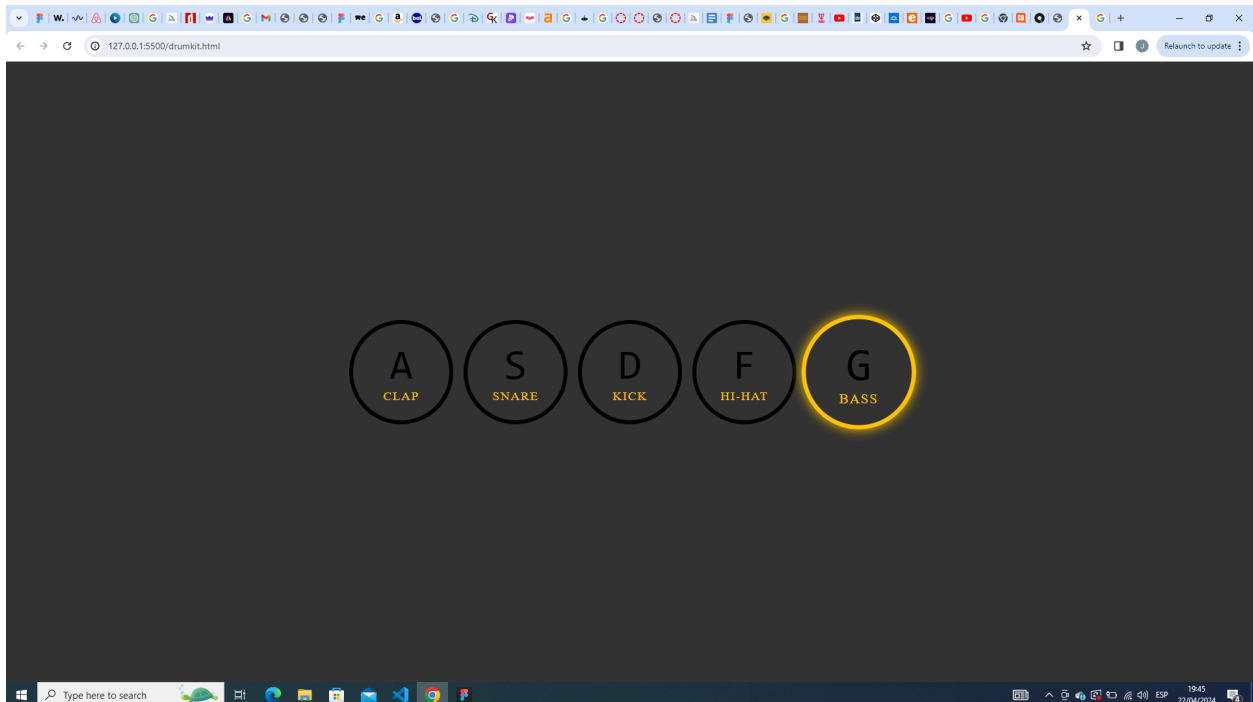 127.0.0.1:5500/drumkit.html
Relaunch to update
A
CLAP
S
SNARE
D
KICK
F
HI-HAT
G
BASS
Type here to search
ESP
19:45
22/04/2024